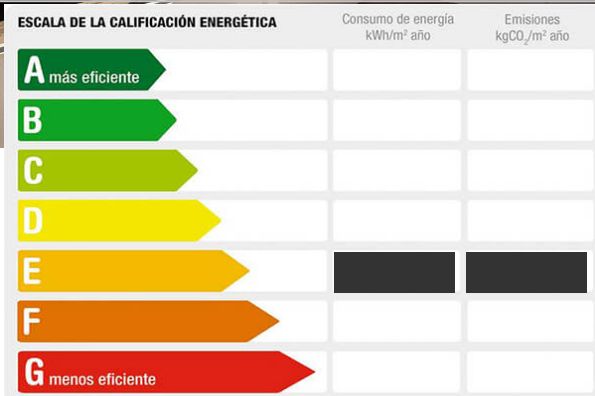 ESCALA DE LA CALIFICACIÓN ENERGÉTICA
Consumo de energía
kWh/m² año
Emisiones
kgCO₂/m² año
A más eficiente
B
C
D
E
F
G menos eficiente